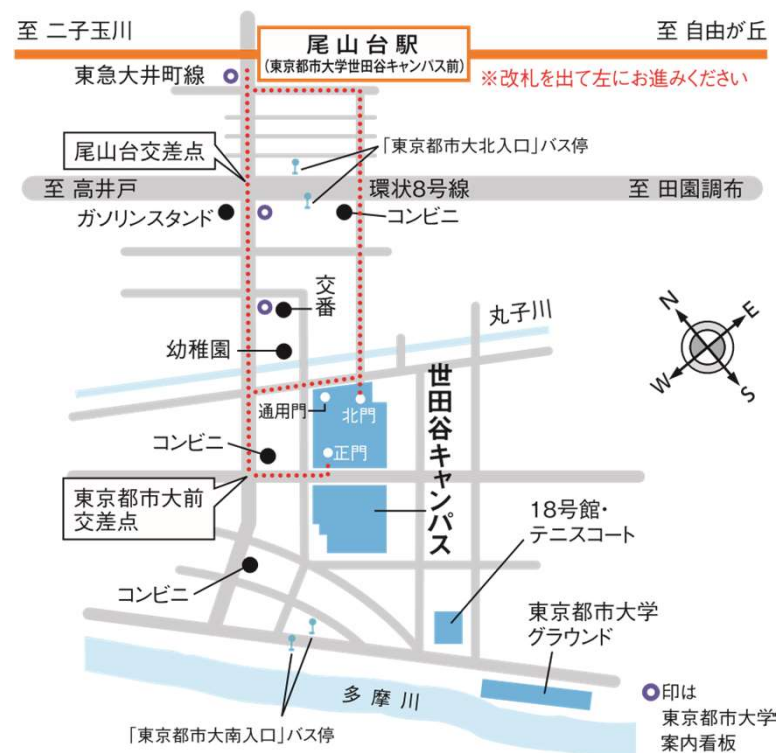 至 二子玉川
尾山台駅
(東京都市大学世田谷キャンパス前)
至 自由が丘
東急大井町線
※改札を出て左にお進みください
尾山台交差点
「東京都市大北入口」バス停
至 高井戸
環状8号線
至 田園調布
ガソリンスタンド
コンビニ
交番
丸子川
N
E
W
S
幼稚園
通用門
北門
世田谷キャンパス
コンビニ
正門
東京都市大前
交差点
18号館・
テニスコート
コンビニ
東京都市大学
グラウンド
多摩川
「東京都市大南入口」バス停
印は
東京都市大学
案内看板